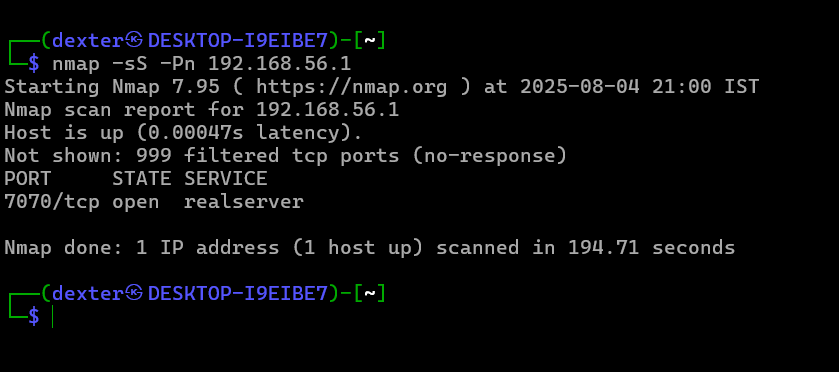 ┌──(dexter㉿DESKTOP-I9EIBE7)-[~]
└─$ nmap -sS -Pn 192.168.56.1
Starting Nmap 7.95 ( https://nmap.org ) at 2025-08-04 21:00 IST
Nmap scan report for 192.168.56.1
Host is up (0.00047s latency).
Not shown: 999 filtered tcp ports (no-response)
PORT     STATE SERVICE
7070/tcp open  realserver
Nmap done: 1 IP address (1 host up) scanned in 194.71 seconds
┌──(dexter㉿DESKTOP-I9EIBE7)-[~]
└─$